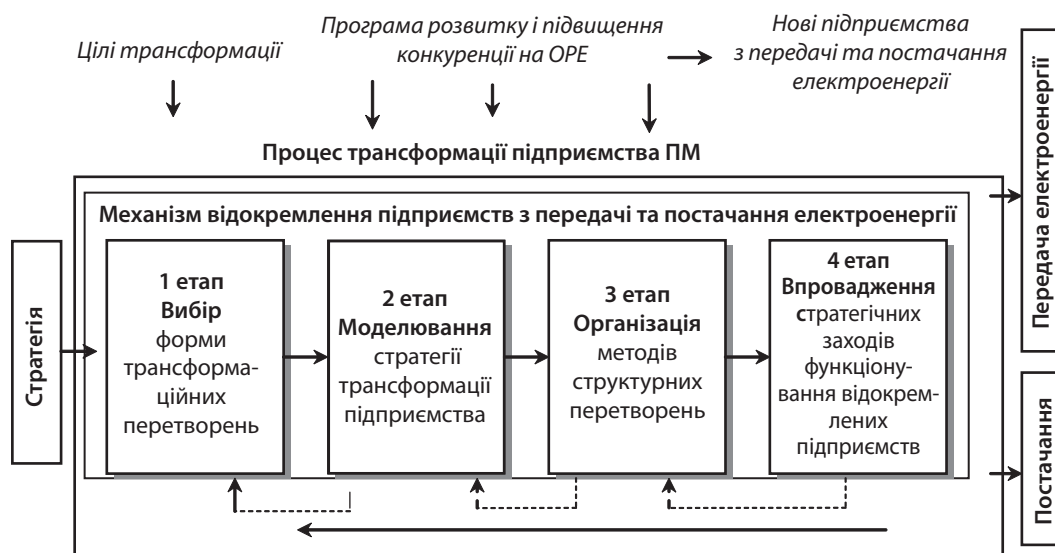 Цілі трансформації
Програма розвитку і підвищення
конкуренції на ОРЕ
Нові підприємства
з передачі та постачання
електроенергії
Процес трансформації підприємства ПМ
Механізм відокремлення підприємств з передачі та постачання електроенергії
Стратегія
1 етап
Вибір
форми
трансформа-
ційних
перетворень
2 етап
Моделювання
стратегії
трансформації
підприємства
3 етап
Організація
методів
структурних
перетворень
4 етап
Впровадження
стратегічних
заходів
функціону-
вання відокрем-
лених
підприємств
Передача електроенергії
Постачання